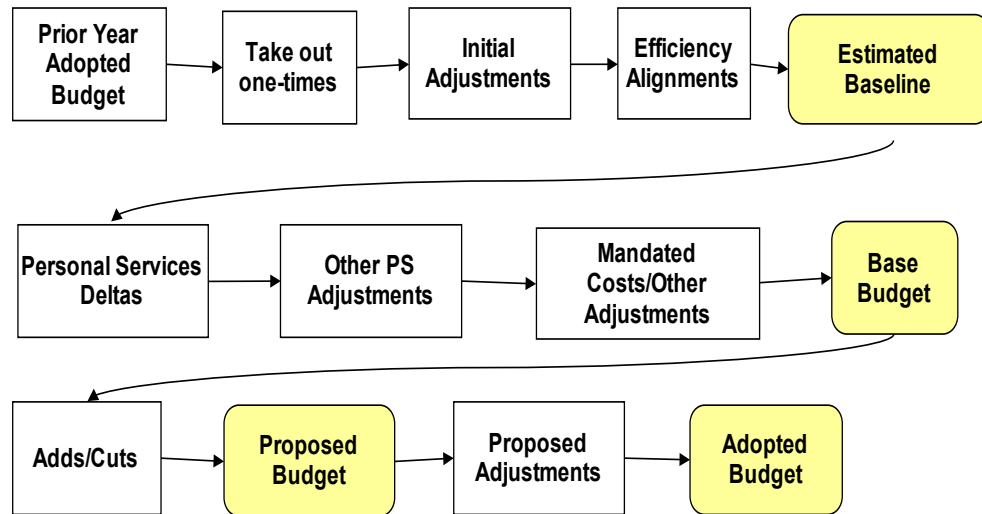 Prior Year
Adopted
Budget
Take out
one-times
Initial
Adjustments
Efficiency
Alignments
Estimated
Baseline
Personal Services
Deltas
Other PS
Adjustments
Mandated
Costs/Other
Adjustments
Base
Budget
Adds/Cuts
Proposed
Budget
Proposed
Adjustments
Adopted
Budget